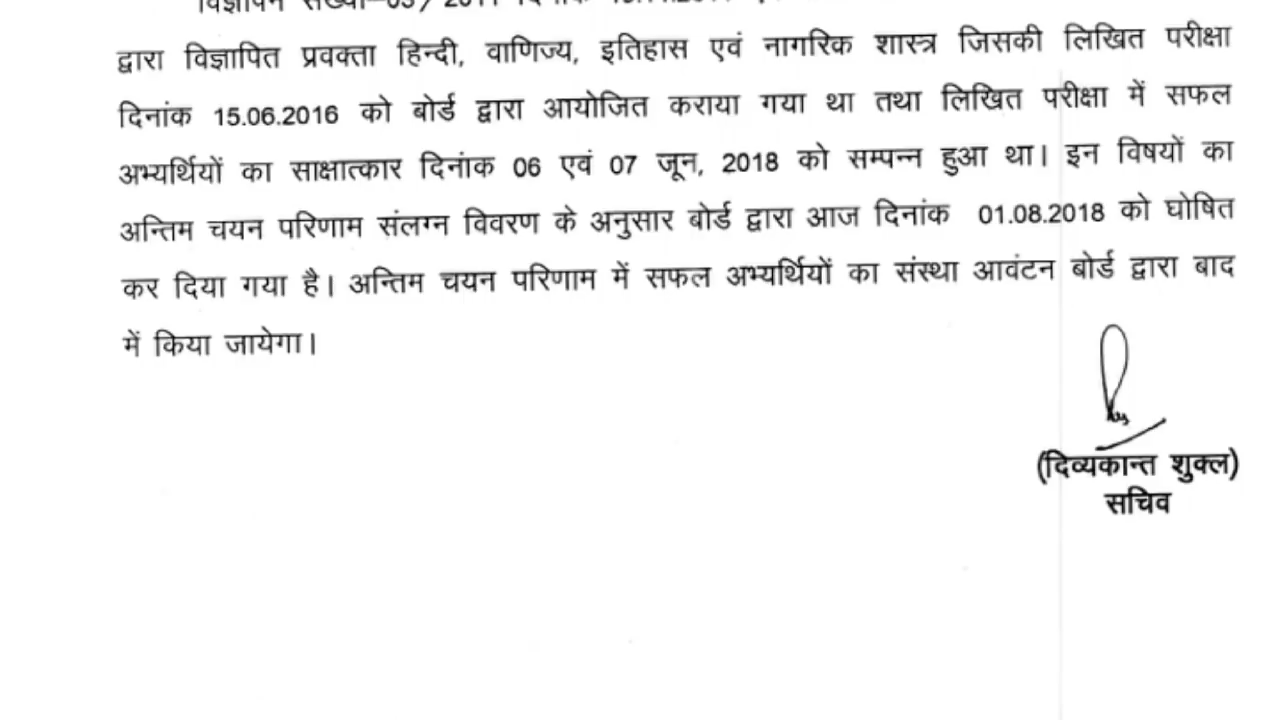 द्वारा विज्ञापित प्रवक्ता हिन्दी, वाणिज्य, इतिहास एवं नागरिक शास्त्र जिसकी लिखित परीक्षा
दिनांक 15.06.2016 को बोर्ड द्वारा आयोजित कराया गया था तथा लिखित परीक्षा में सफल
अभ्यर्थियों का साक्षात्कार दिनांक 06 एवं 07 जून, 2018 को सम्पन्न हुआ था। इन विषयों का
अन्तिम चयन परिणाम संलग्न विवरण के अनुसार बोर्ड द्वारा आज दिनांक 01.08.2018 को घोषित
कर दिया गया है। अन्तिम चयन परिणाम में सफल अभ्यर्थियों का संस्था आवंटन बोर्ड द्वारा बाद
में किया जायेगा।
(दिव्यकान्त शुक्ल)
सचिव